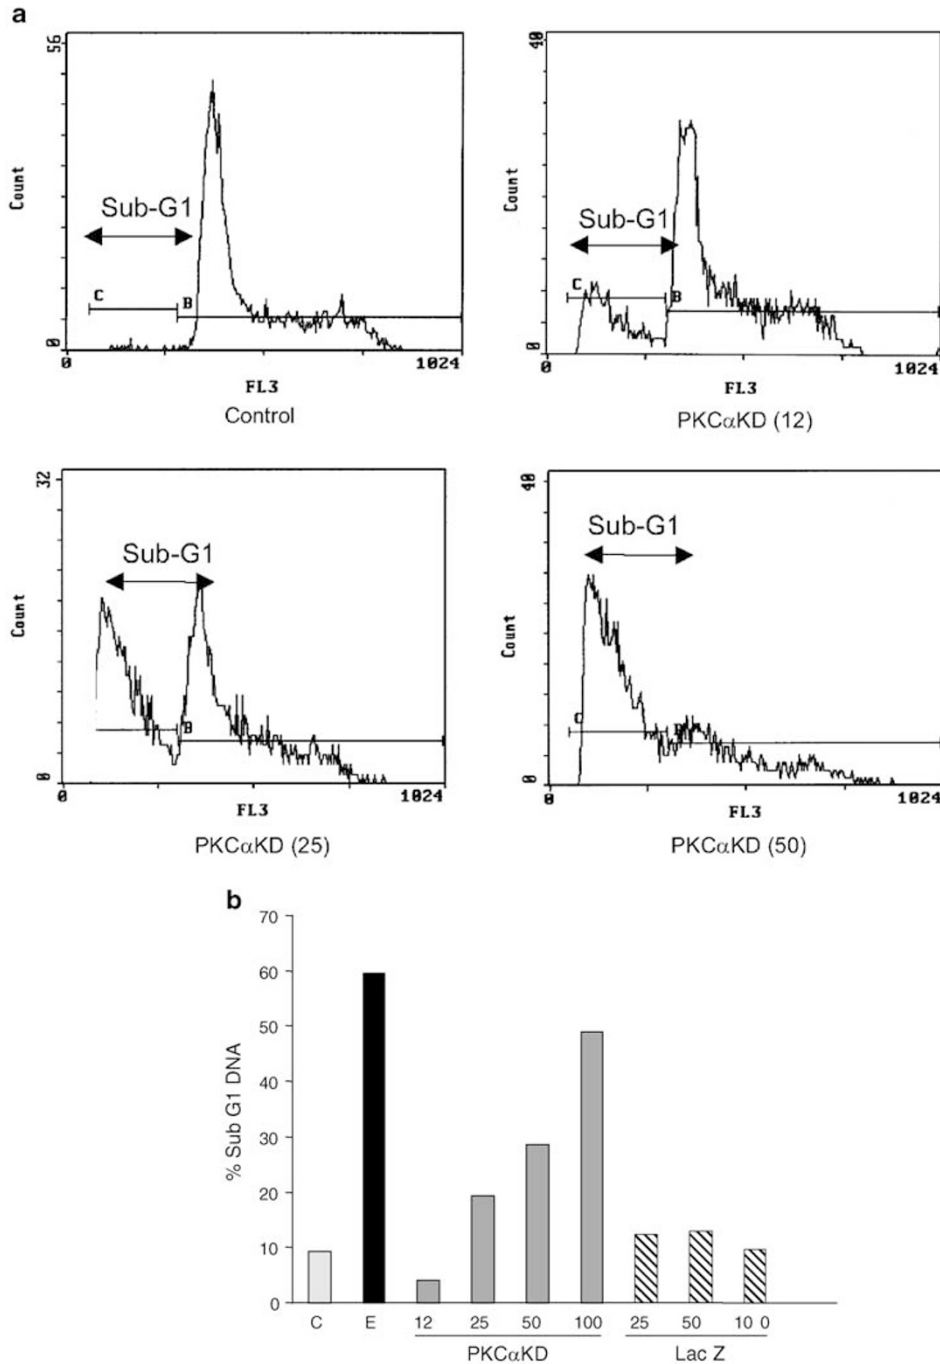 a
56
Count
Sub-G1
C
B
0
0
1024
FL3
Control
40
Count
Sub-G1
C
B
0
0
1024
FL3
PKCαKD (12)
32
Count
Sub-G1
B
0
0
1024
FL3
PKCαKD (25)
40
Count
Sub-G1
C
0
0
1024
FL3
PKCαKD (50)
b
% Sub G1 DNA
70
60
50
40
30
20
10
0
C E 12 25 50 100 25 50 10 0
PKCαKD Lac Z